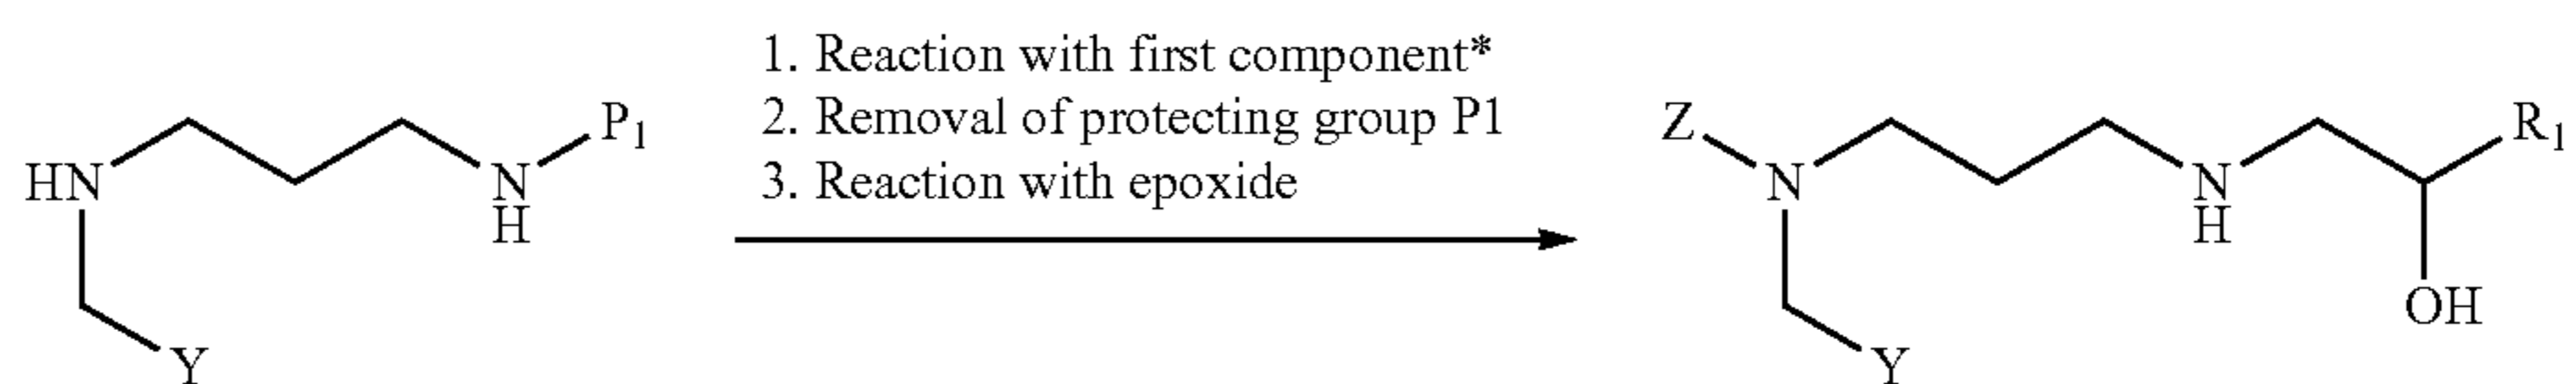 1. Reaction with first component*
2. Removal of protecting group P1
3. Reaction with epoxide
HN
N
H
P1
Y
Z
N
N
H
R1
OH
Y